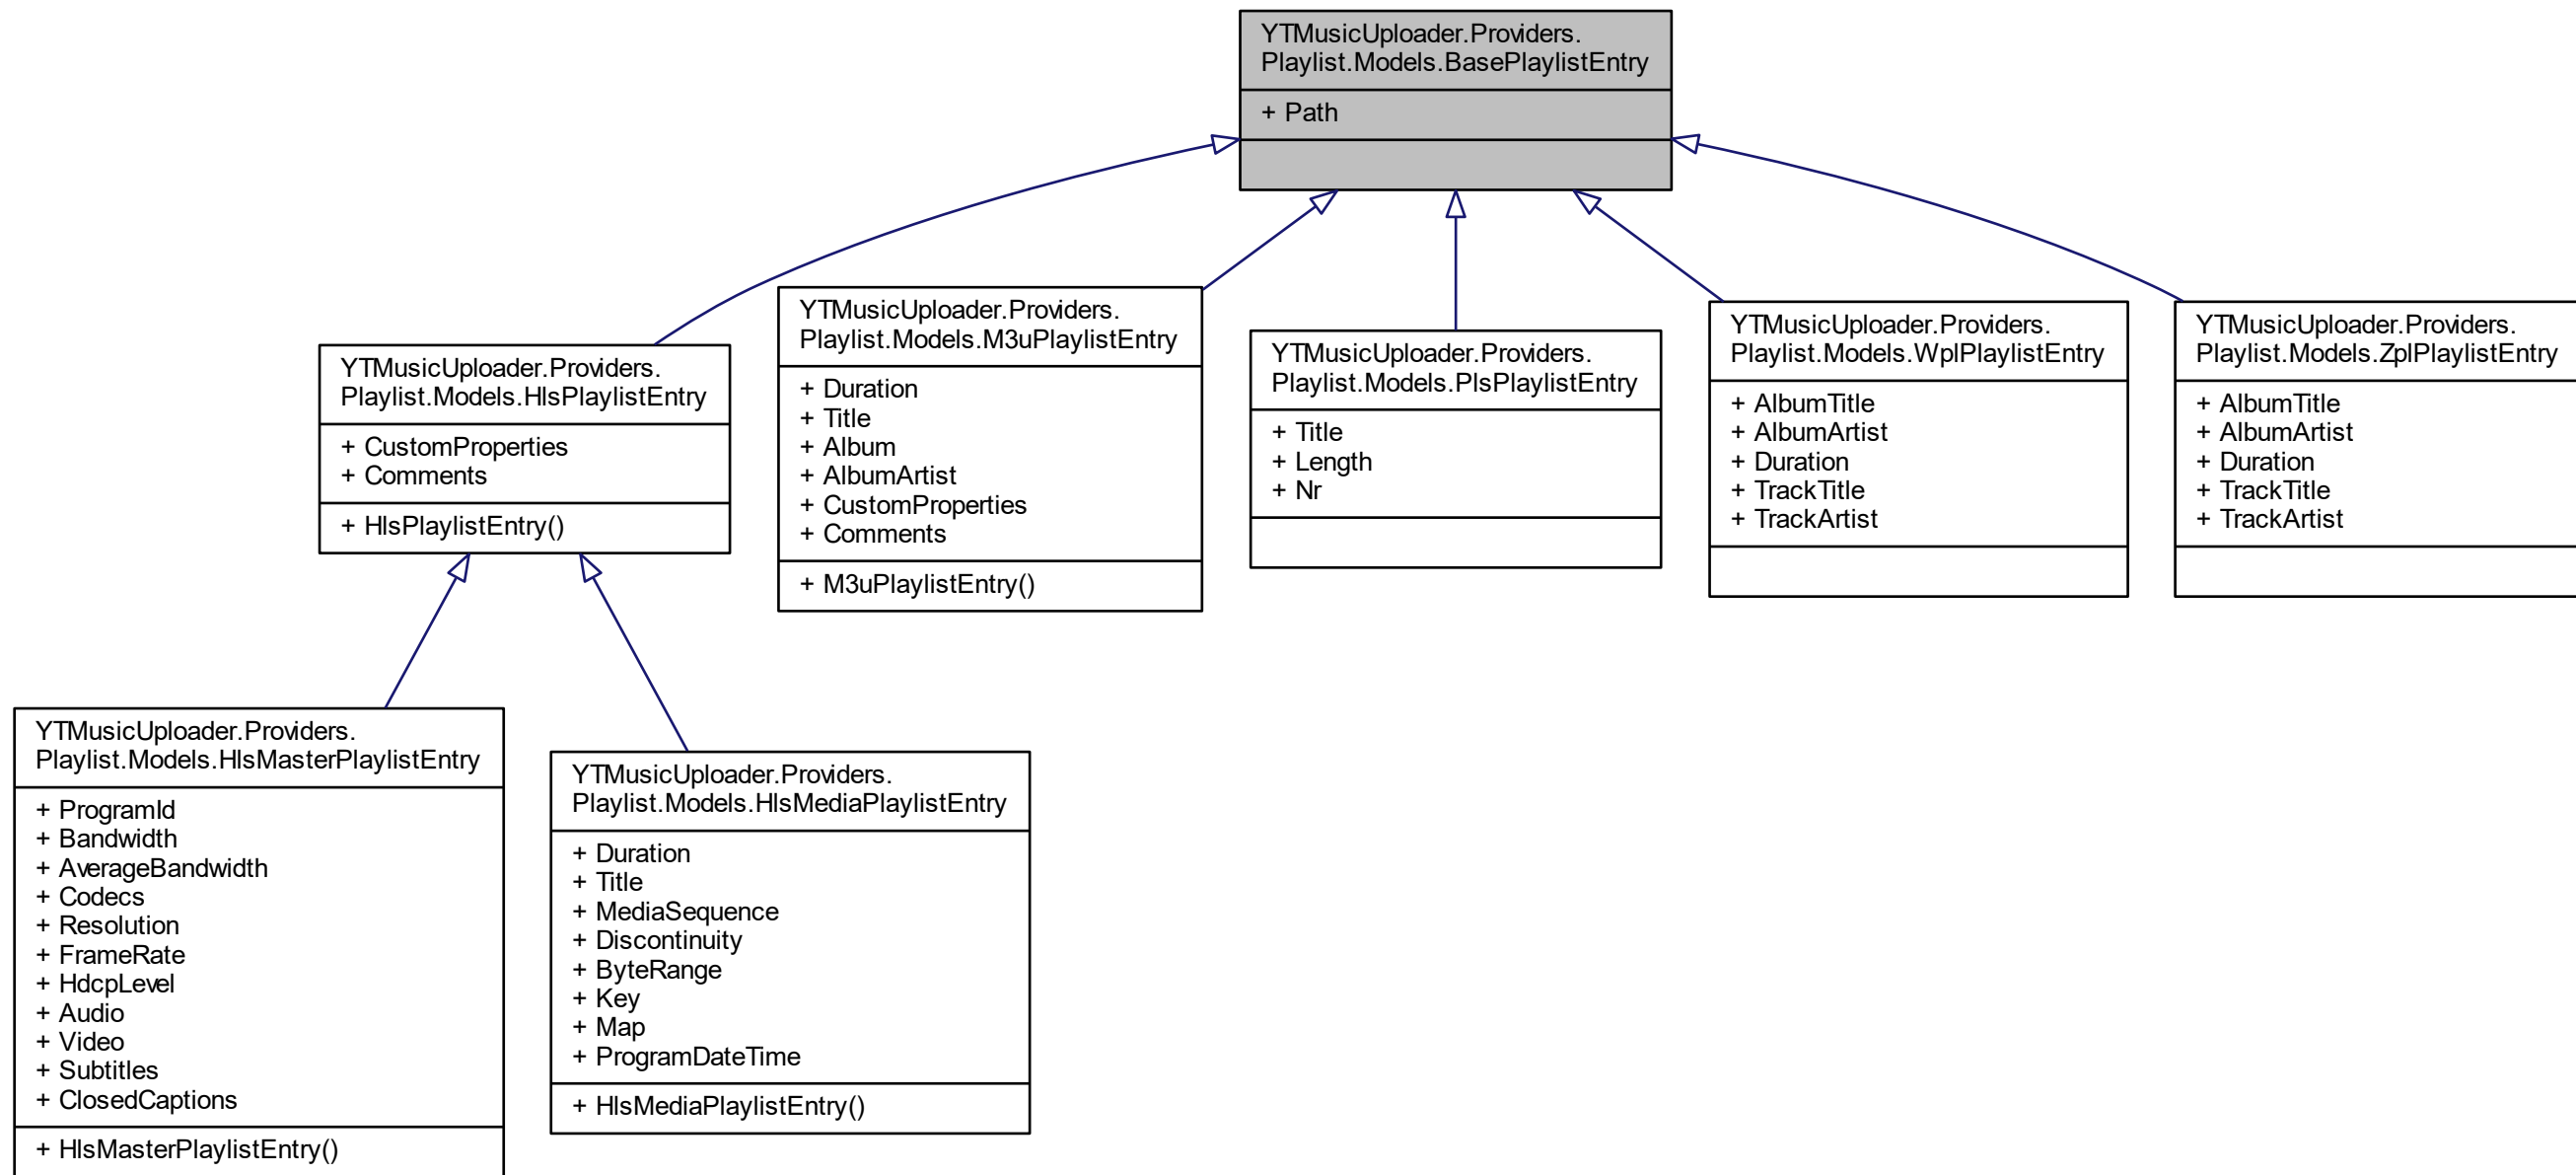 YTMusicUploader.Providers.
Playlist.Models.BasePlaylistEntry
+ Path
YTMusicUploader.Providers.
Playlist.Models.HlsPlaylistEntry
+ CustomProperties
+ Comments
+ HlsPlaylistEntry()
YTMusicUploader.Providers.
Playlist.Models.M3uPlaylistEntry
+ Duration
+ Title
+ Album
+ AlbumArtist
+ CustomProperties
+ Comments
+ M3uPlaylistEntry()
YTMusicUploader.Providers.
Playlist.Models.PlsPlaylistEntry
+ Title
+ Length
+ Nr
YTMusicUploader.Providers.
Playlist.Models.WplPlaylistEntry
+ AlbumTitle
+ AlbumArtist
+ Duration
+ TrackTitle
+ TrackArtist
YTMusicUploader.Providers.
Playlist.Models.ZplPlaylistEntry
+ AlbumTitle
+ AlbumArtist
+ Duration
+ TrackTitle
+ TrackArtist
YTMusicUploader.Providers.
Playlist.Models.HlsMasterPlaylistEntry
+ ProgramId
+ Bandwidth
+ AverageBandwidth
+ Codecs
+ Resolution
+ FrameRate
+ HdcpLevel
+ Audio
+ Video
+ Subtitles
+ ClosedCaptions
+ HlsMasterPlaylistEntry()
YTMusicUploader.Providers.
Playlist.Models.HlsMediaPlaylistEntry
+ Duration
+ Title
+ MediaSequence
+ Discontinuity
+ ByteRange
+ Key
+ Map
+ ProgramDateTime
+ HlsMediaPlaylistEntry()